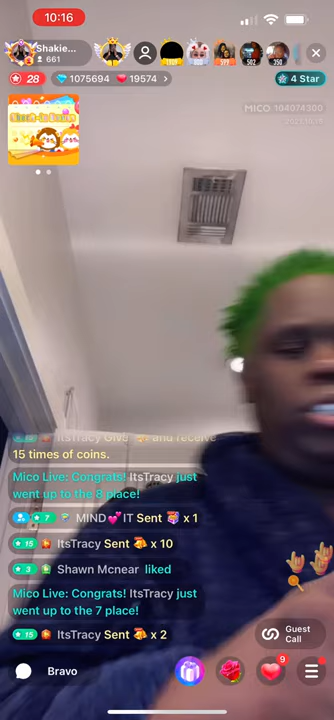 10:16
Shakie...
661
28
1075694
19574
4 Star
MICO 104074300
ItsTracy Give and receive
15 times of coins.
Mico Live: Congrats! ItsTracy just
went up to the 8 place!
7 MIND💕IT Sent x 1
15 ItsTracy Sent x 10
3 Shawn Mcnear liked
Mico Live: Congrats! ItsTracy just
went up to the 7 place!
15 ItsTracy Sent x 2
Guest
Call
Bravo
9